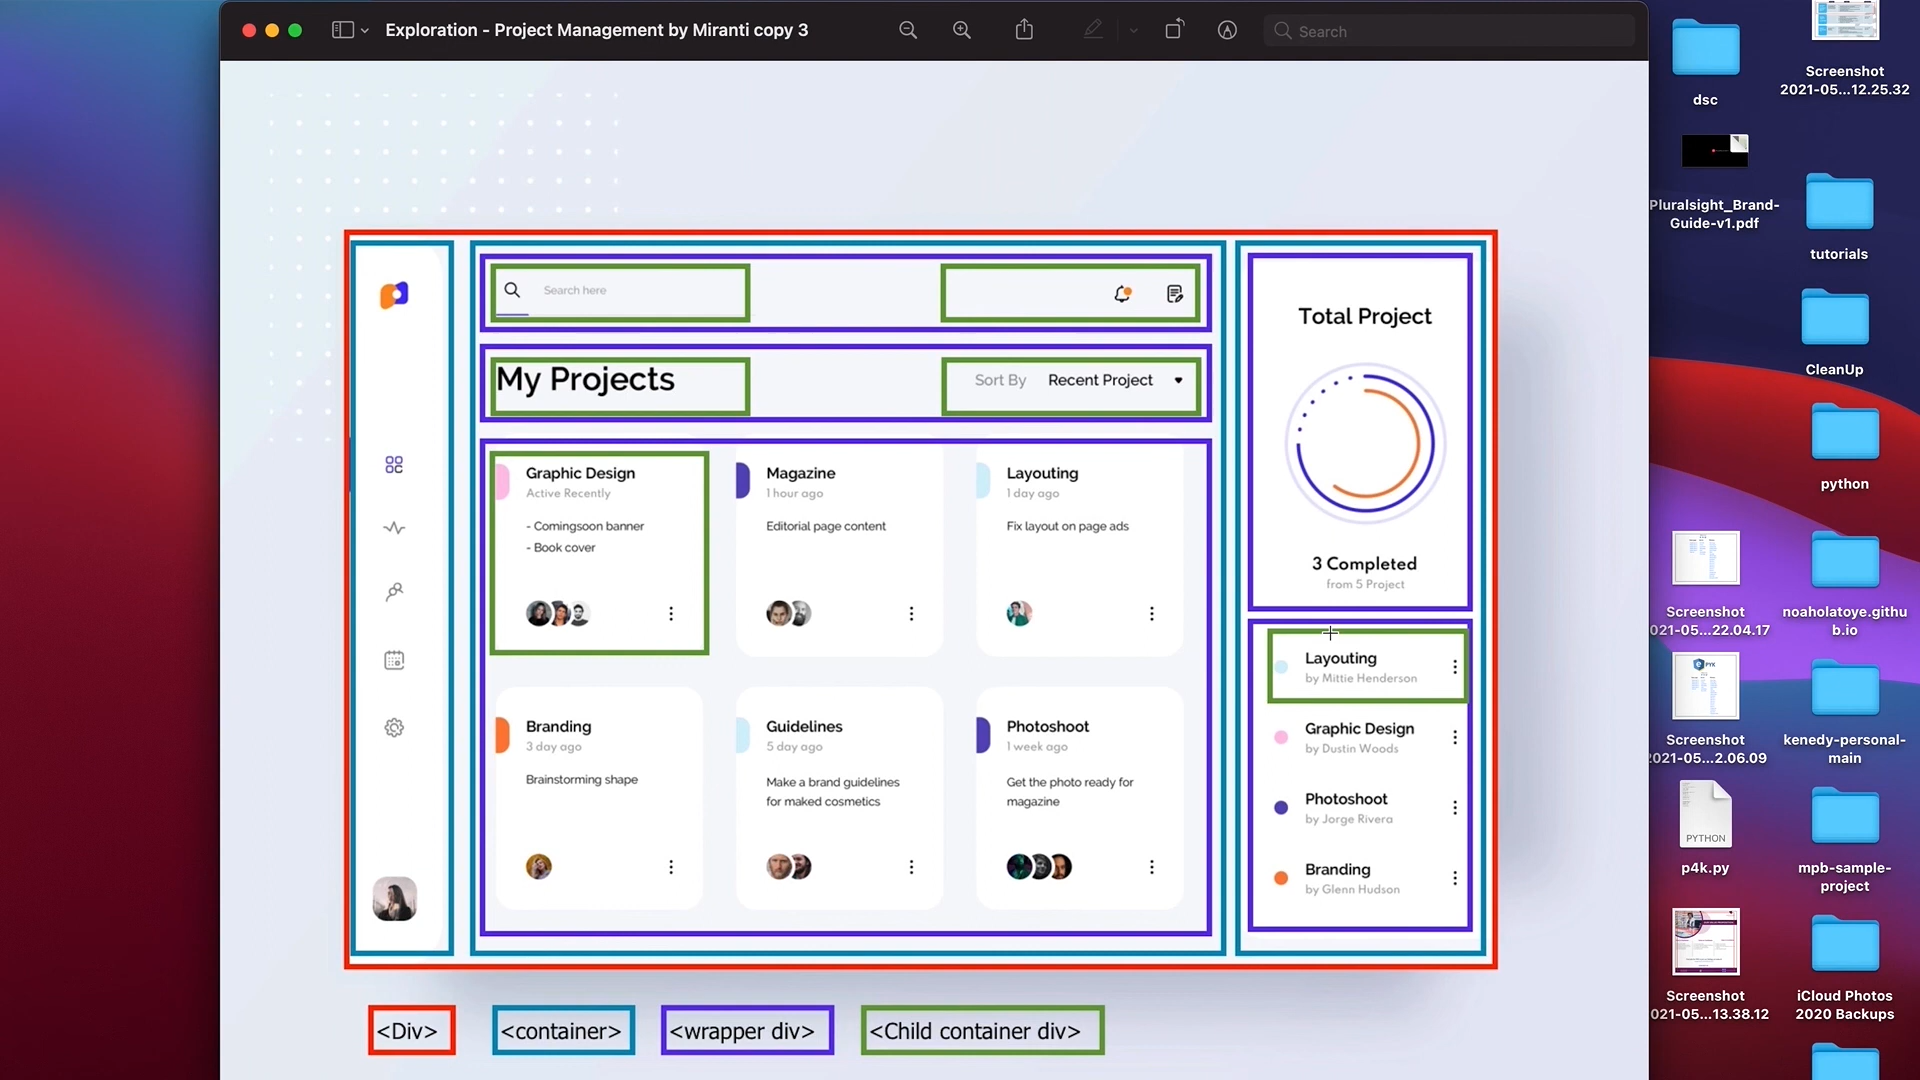 Exploration - Project Management by Miranti copy 3
Search
Search here
My Projects
Sort By Recent Project
Graphic Design
Active Recently
- Comingsoon banner
- Book cover
Magazine
1 hour ago
Editorial page content
Layouting
1 day ago
Fix layout on page ads
Branding
3 day ago
Brainstorming shape
Guidelines
5 day ago
Make a brand guidelines
for maked cosmetics
Photoshoot
1 week ago
Get the photo ready for
magazine
Total Project
3 Completed
from 5 Project
Layouting
by Mittie Henderson
Graphic Design
by Dustin Woods
Photoshoot
by Jorge Rivera
Branding
by Glenn Hudson
<Div>
<container>
<wrapper div>
<Child container div>
dsc
Screenshot
2021-05...12.25.32
Pluralsight_Brand-
Guide-v1.pdf
tutorials
CleanUp
python
Screenshot
021-05...22.04.17
noaholatoye.githu
b.io
Screenshot
021-05...2.06.09
kenedy-personal-
main
PYTHON
p4k.py
mpb-sample-
project
Screenshot
021-05...13.38.12
iCloud Photos
2020 Backups